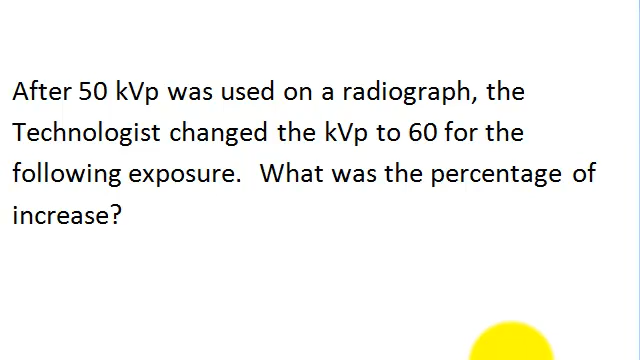 After 50 kVp was used on a radiograph, the
Technologist changed the kVp to 60 for the
following exposure.  What was the percentage of
increase?